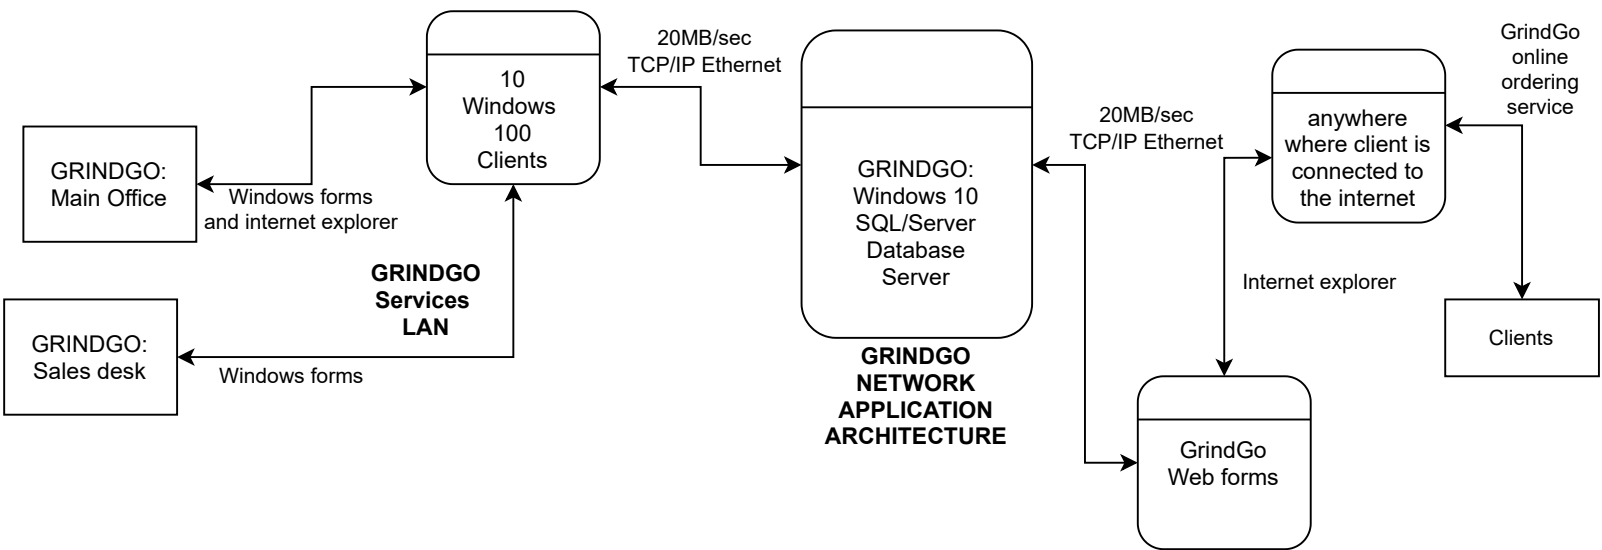 GRINDGO:
Main Office
Windows forms
and internet explorer
GRINDGO:
Sales desk
Windows forms
GRINDGO
Services
LAN
10
Windows
100
Clients
20MB/sec
TCP/IP Ethernet
GRINDGO:
Windows 10
SQL/Server
Database
Server
GRINDGO
NETWORK
APPLICATION
ARCHITECTURE
20MB/sec
TCP/IP Ethernet
GrindGo
Web forms
Internet explorer
anywhere
where client is
connected to
the internet
GrindGo
online
ordering
service
Clients